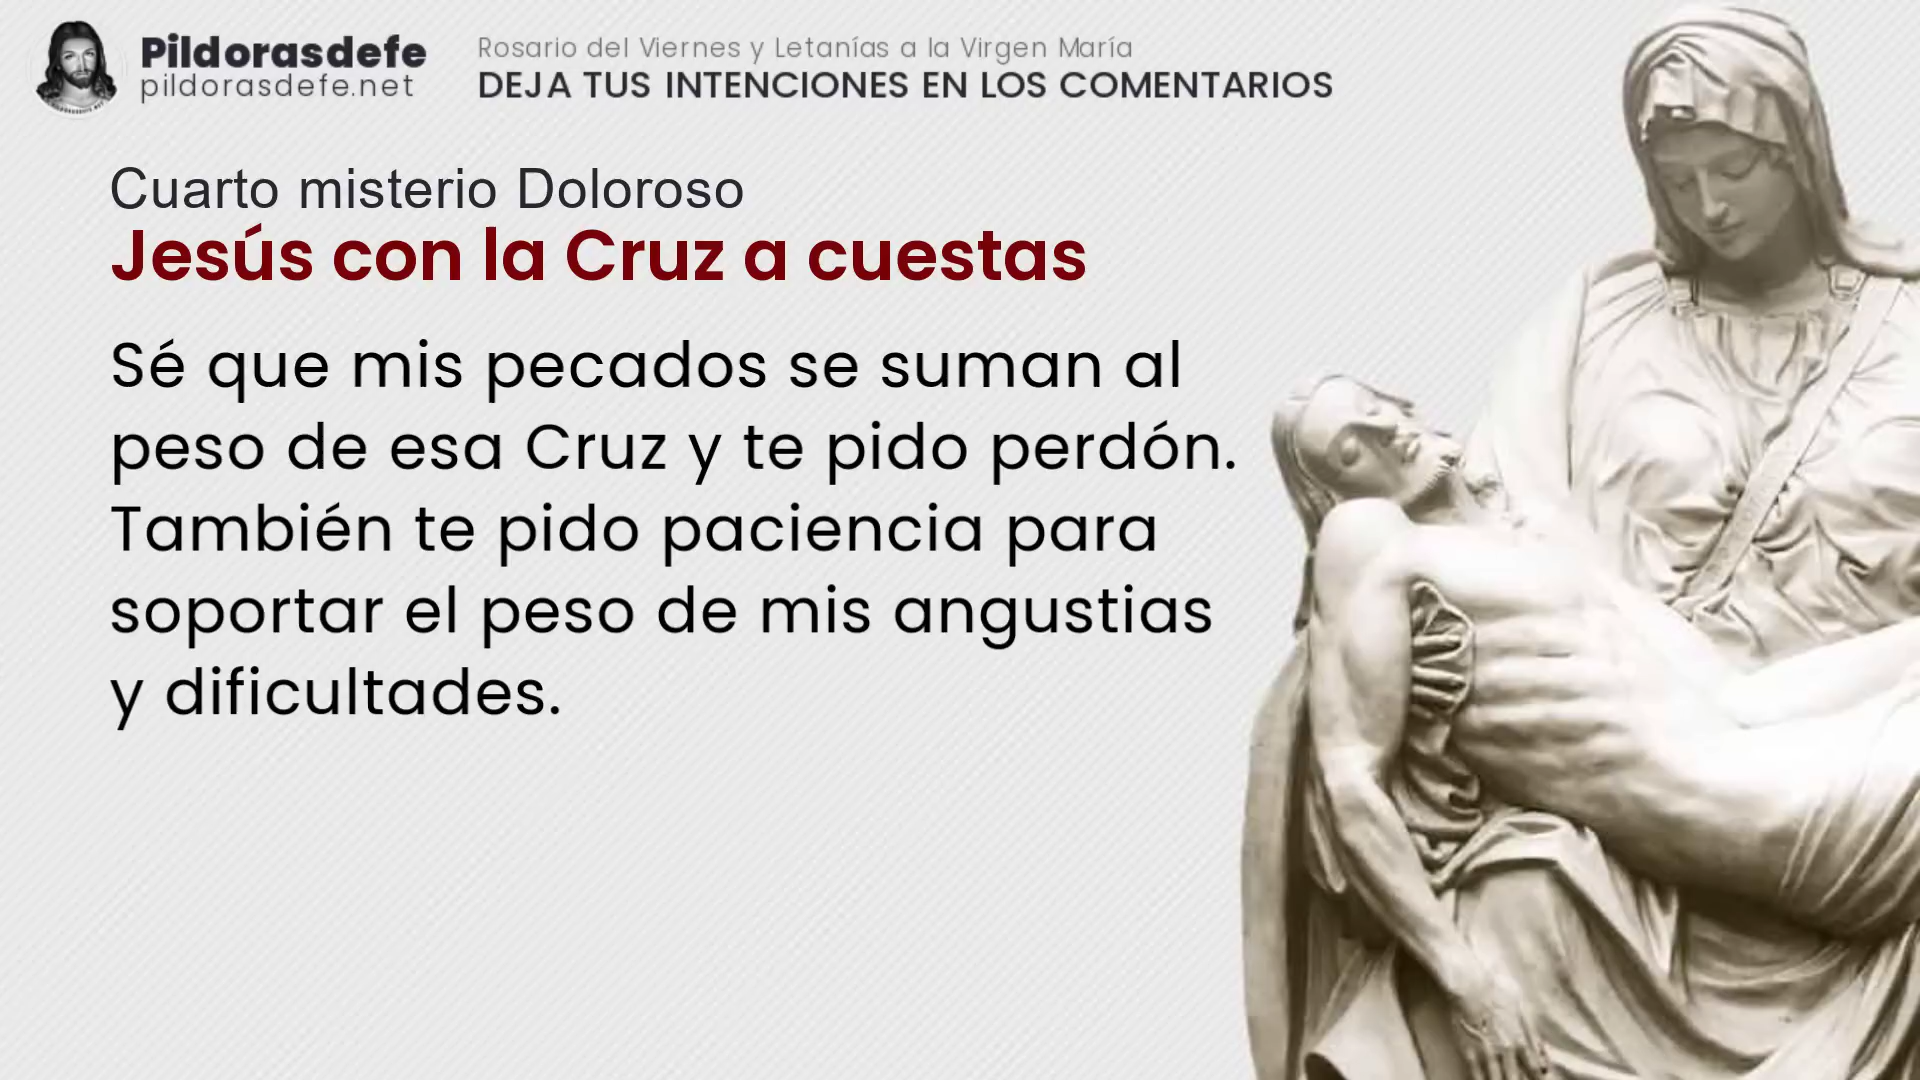 Pildorasdefe
pildorasdefe.net
Rosario del Viernes y Letanías a la Virgen María
DEJA TUS INTENCIONES EN LOS COMENTARIOS
Cuarto misterio Doloroso
Jesús con la Cruz a cuestas
Sé que mis pecados se suman al
peso de esa Cruz y te pido perdón.
También te pido paciencia para
soportar el peso de mis angustias
y dificultades.